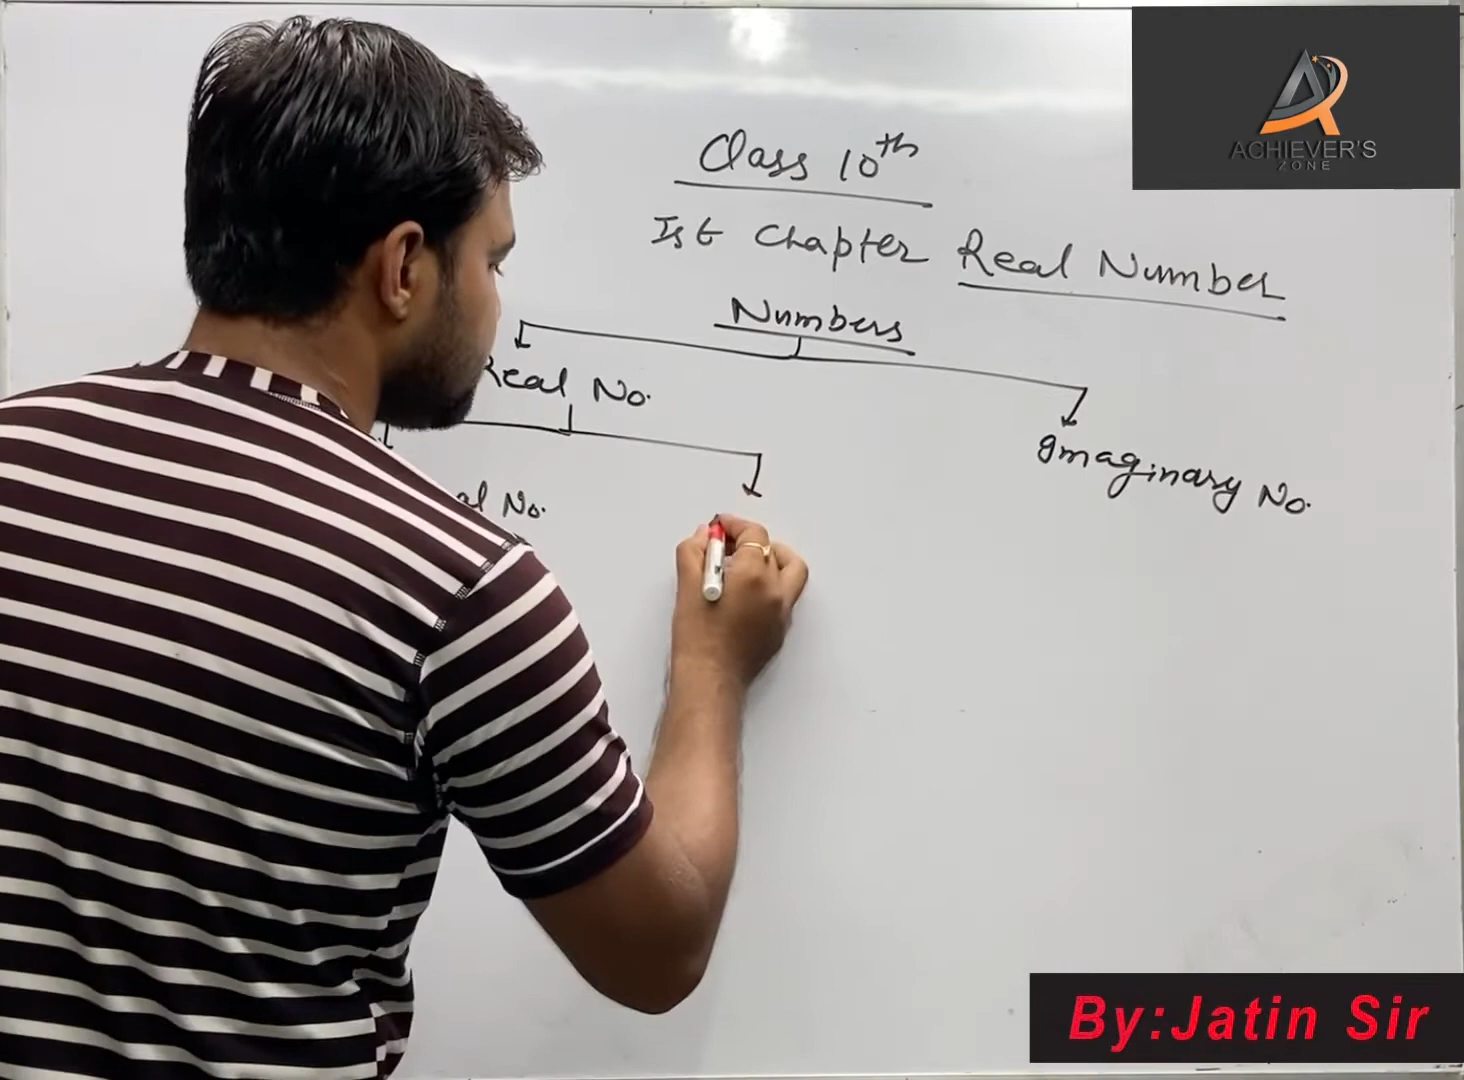 ACHIEVER'S
ZONE
Class 10th
Ist Chapter Real Number
Numbers
Real No.
Imaginary No.
No.
By:Jatin Sir